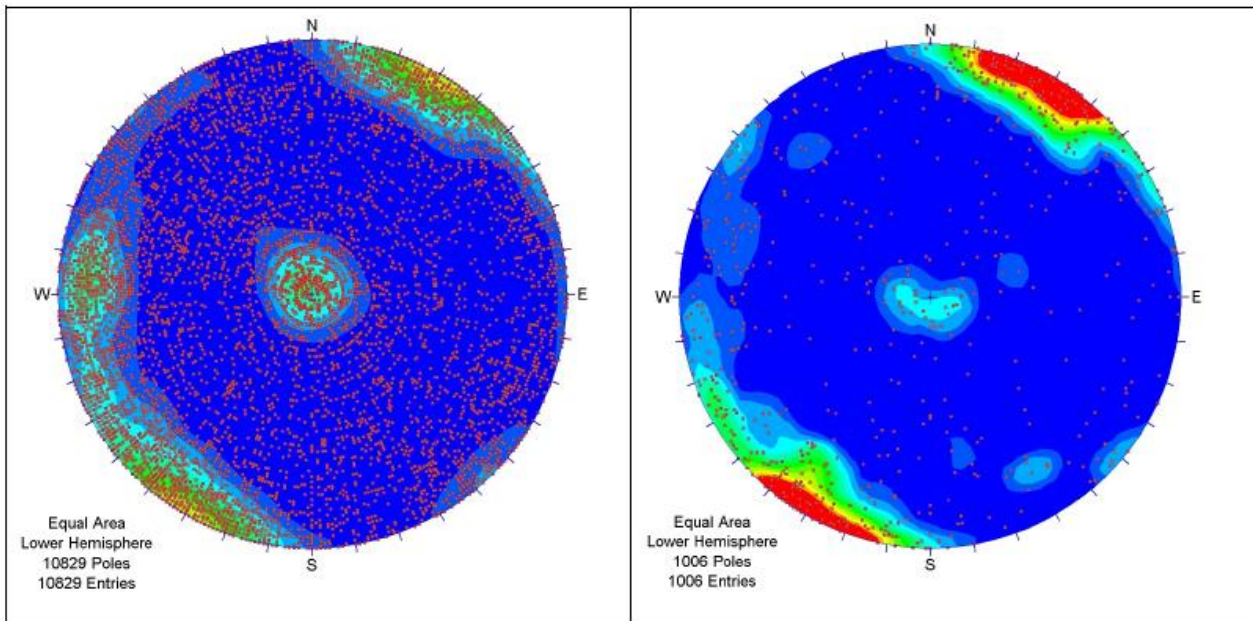 N
W
E
S
Equal Area
Lower Hemisphere
10829 Poles
10829 Entries
N
W
E
S
Equal Area
Lower Hemisphere
1006 Poles
1006 Entries